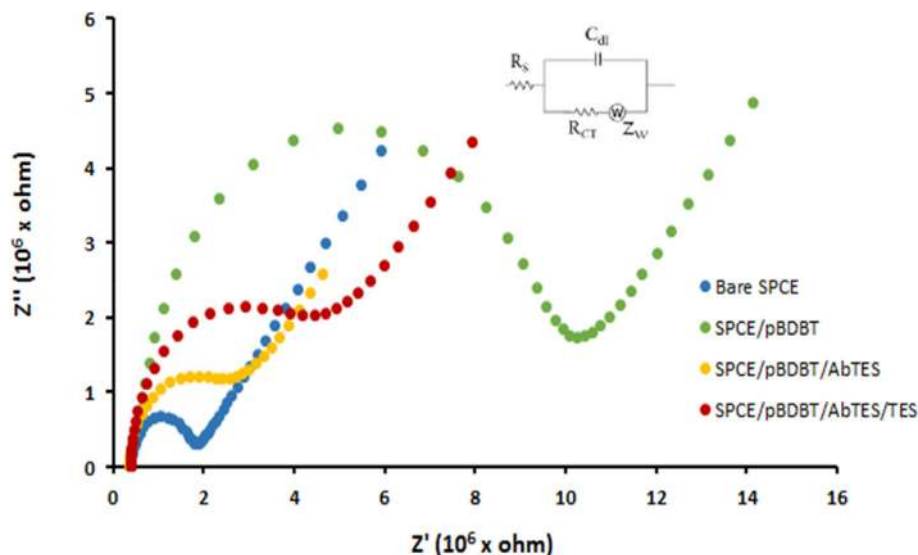 6
5
4
3
2
1
0
Z'' (10⁶ x ohm)
0 2 4 6 8 10 12 14 16
Z' (10⁶ x ohm)
C_dl
R_S
R_CT
W
Z_W
Bare SPCE
SPCE/pBDBT
SPCE/pBDBT/AbTES
SPCE/pBDBT/AbTES/TES